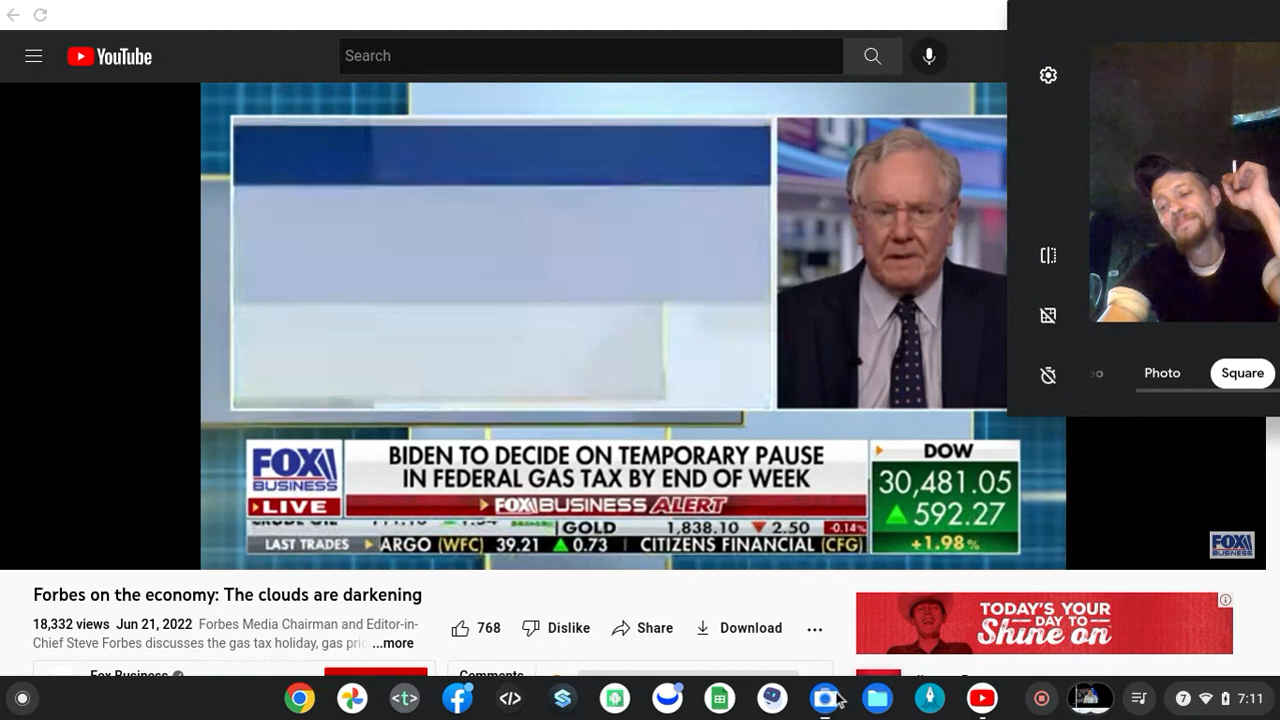 YouTube
Search
Photo
Square
FOX
BUSINESS
LIVE
BIDEN TO DECIDE ON TEMPORARY PAUSE
IN FEDERAL GAS TAX BY END OF WEEK
FOX BUSINESS ALERT
GOLD 1,838.10 2.50 -0.14%
LAST TRADES ARGO (WFC) 39.21 0.73 CITIZENS FINANCIAL (CFG)
DOW
30,481.05
592.27
+1.98%
FOX
BUSINESS
Forbes on the economy: The clouds are darkening
18,332 views Jun 21, 2022 Forbes Media Chairman and Editor-in-
Chief Steve Forbes discusses the gas tax holiday, gas pric ...more
768 Dislike Share Download
TODAY'S YOUR
DAY TO
Shine on
Fox Business
Comments
7 7:11